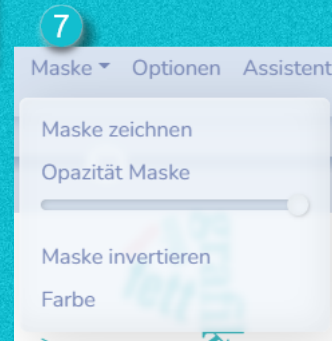 7
Maske Optionen Assistent
Maske zeichnen
Opazität Maske
Maske invertieren
Farbe